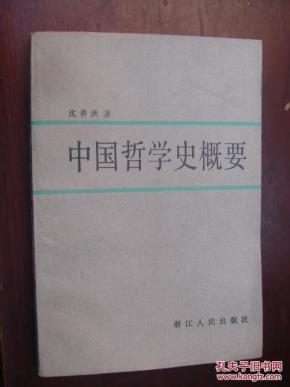 沈善洪 著
中国哲学史概要
浙江人民出版社
孔夫子旧书网